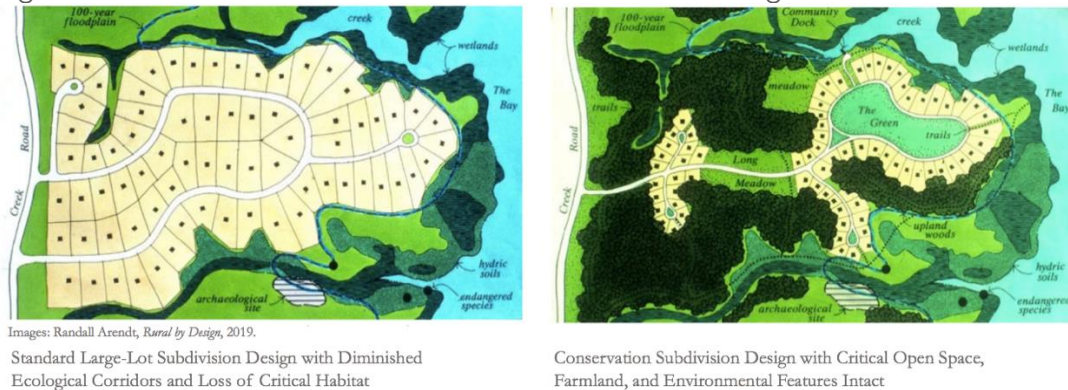 100-year
floodplain
creek
wetlands
The
Bay
Road
Creek
hydric
soils
endangered
species
archaeological
site
Images: Randall Arendt, Rural by Design, 2019.
Standard Large-Lot Subdivision Design with Diminished
Ecological Corridors and Loss of Critical Habitat
100-year
floodplain
Community
Dock
creek
wetlands
meadow
The
Bay
trails
The
Green
trails
Road
Long
Meadow
Creek
upland
woods
hydric
soils
endangered
species
archaeological
site
Conservation Subdivision Design with Critical Open Space,
Farmland, and Environmental Features Intact